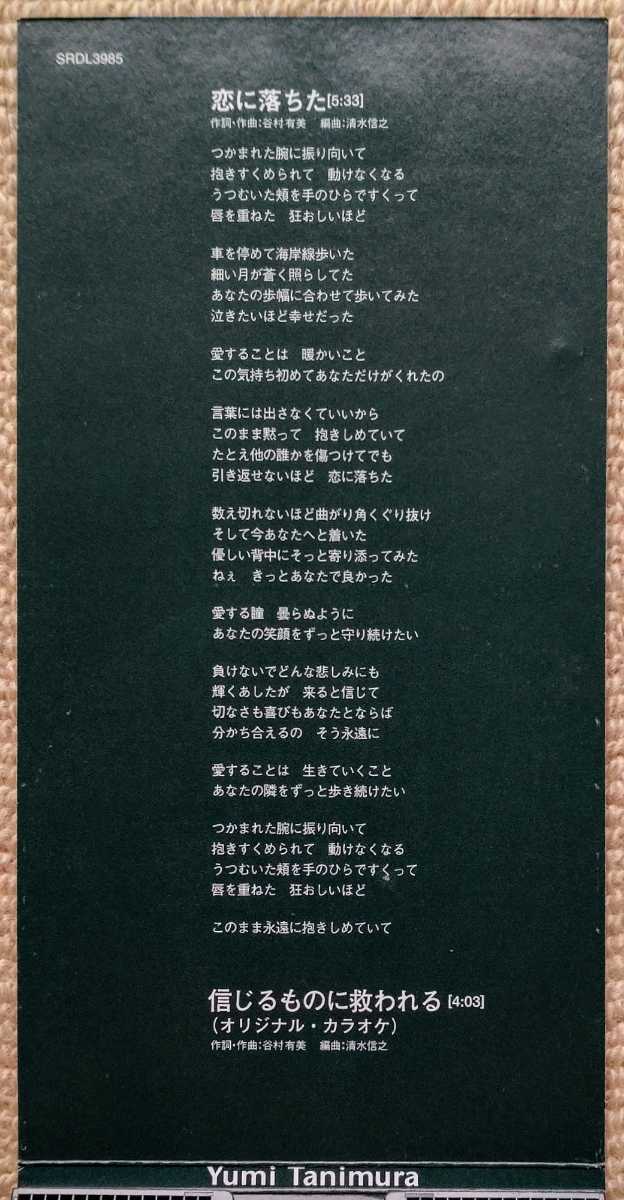 SRDL3985
恋に落ちた[5:33]
作詞・作曲:谷村有美　編曲:清水信之
つかまれた腕に振り向いて
抱きすくめられて　動けなくなる
うつむいた頬を手のひらですくって
唇を重ねた　狂おしいほど
車を停めて海岸線歩いた
細い月が蒼く照らしてた
あなたの歩幅に合わせて歩いてみた
泣きたいほど幸せだった
愛することは　暖かいこと
この気持ち初めてあなただけがくれたの
言葉には出さなくていいから
このまま黙って　抱きしめていて
たとえ他の誰かを傷つけてでも
引き返せないほど　恋に落ちた
数え切れないほど曲がり角くぐり抜け
そして今あなたへと着いた
優しい背中にそっと寄り添ってみた
ねぇ　きっとあなたで良かった
愛する瞳　曇らぬように
あなたの笑顔をずっと守り続けたい
負けないでどんな悲しみにも
輝くあしたが　来ると信じて
切なさも喜びもあなたとならば
分かち合えるの　そう永遠に
愛することは　生きていくこと
あなたの隣をずっと歩き続けたい
つかまれた腕に振り向いて
抱きすくめられて　動けなくなる
うつむいた頬を手のひらですくって
唇を重ねた　狂おしいほど
このまま永遠に抱きしめていて
信じるものに救われる [4:03]
(オリジナル・カラオケ)
作詞・作曲:谷村有美　編曲:清水信之
Yumi Tanimura